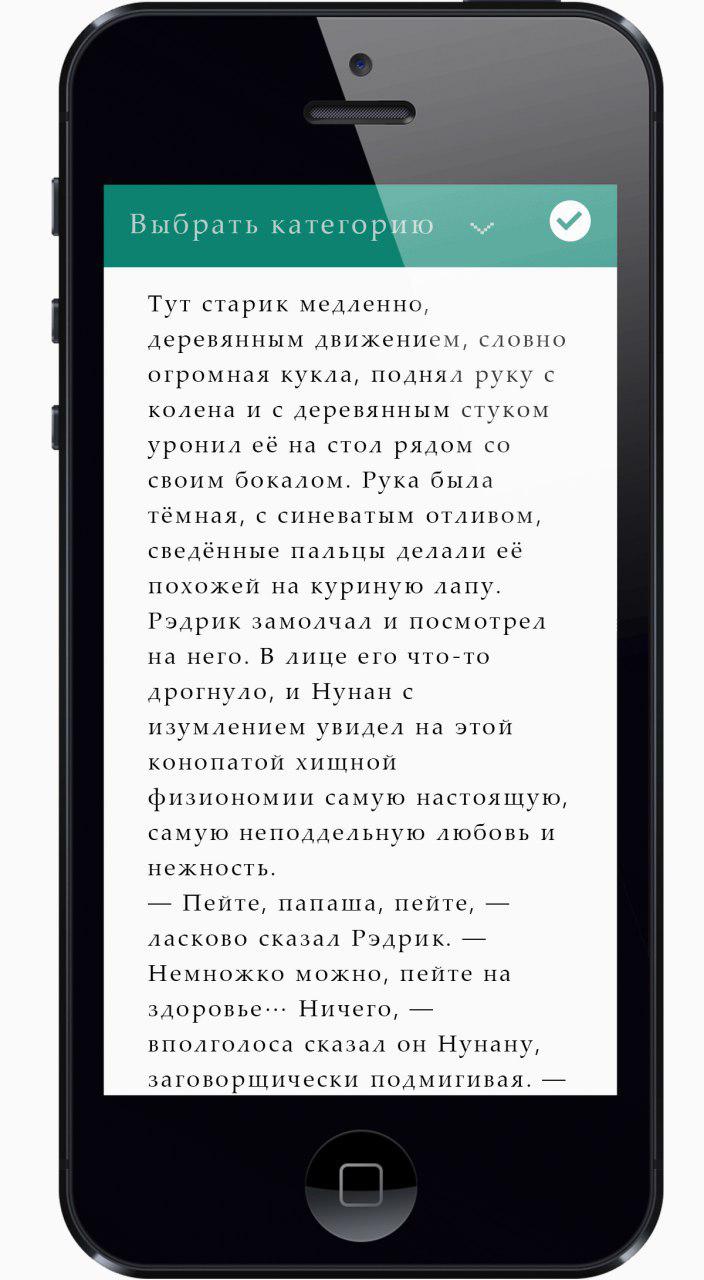 Выбрать категорию
Тут старик медленно,
деревянным движением, словно
огромная кукла, поднял руку с
колена и с деревянным стуком
уронил её на стол рядом со
своим бокалом. Рука была
тёмная, с синеватым отливом,
сведённые пальцы делали её
похожей на куриную лапу.
Рэдрик замолчал и посмотрел
на него. В лице его что-то
дрогнуло, и Нунан с
изумлением увидел на этой
конопатой хищной
физиономии самую настоящую,
самую неподдельную любовь и
нежность.
— Пейте, папаша, пейте, —
ласково сказал Рэдрик. —
Немножко можно, пейте на
здоровье⋯ Ничего, —
вполголоса сказал он Нунану,
заговорщически подмигивая. —